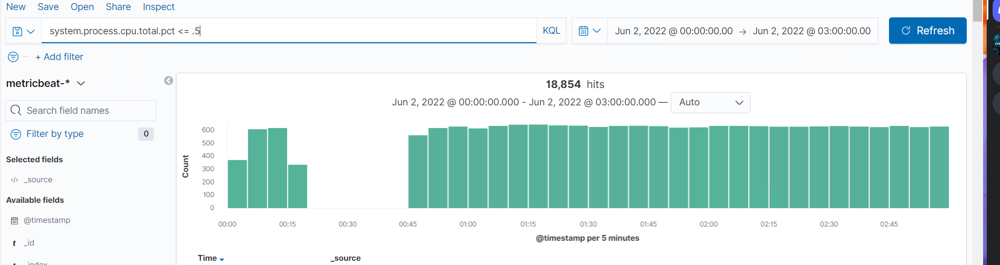 New Save Open Share Inspect
system.process.cpu.total.pct <= .5
KQL
Jun 2, 2022 @ 00:00:00.00 → Jun 2, 2022 @ 03:00:00.00
Refresh
+ Add filter
metricbeat-*
Search field names
Filter by type 0
Selected fields
_source
Available fields
@timestamp
t _id
_index
18,854 hits
Jun 2, 2022 @ 00:00:00.000 - Jun 2, 2022 @ 03:00:00.000 — Auto
Count
600
500
400
300
200
100
0
00:00 00:15 00:30 00:45 01:00 01:15 01:30 01:45 02:00 02:15 02:30 02:45
@timestamp per 5 minutes
Time _source